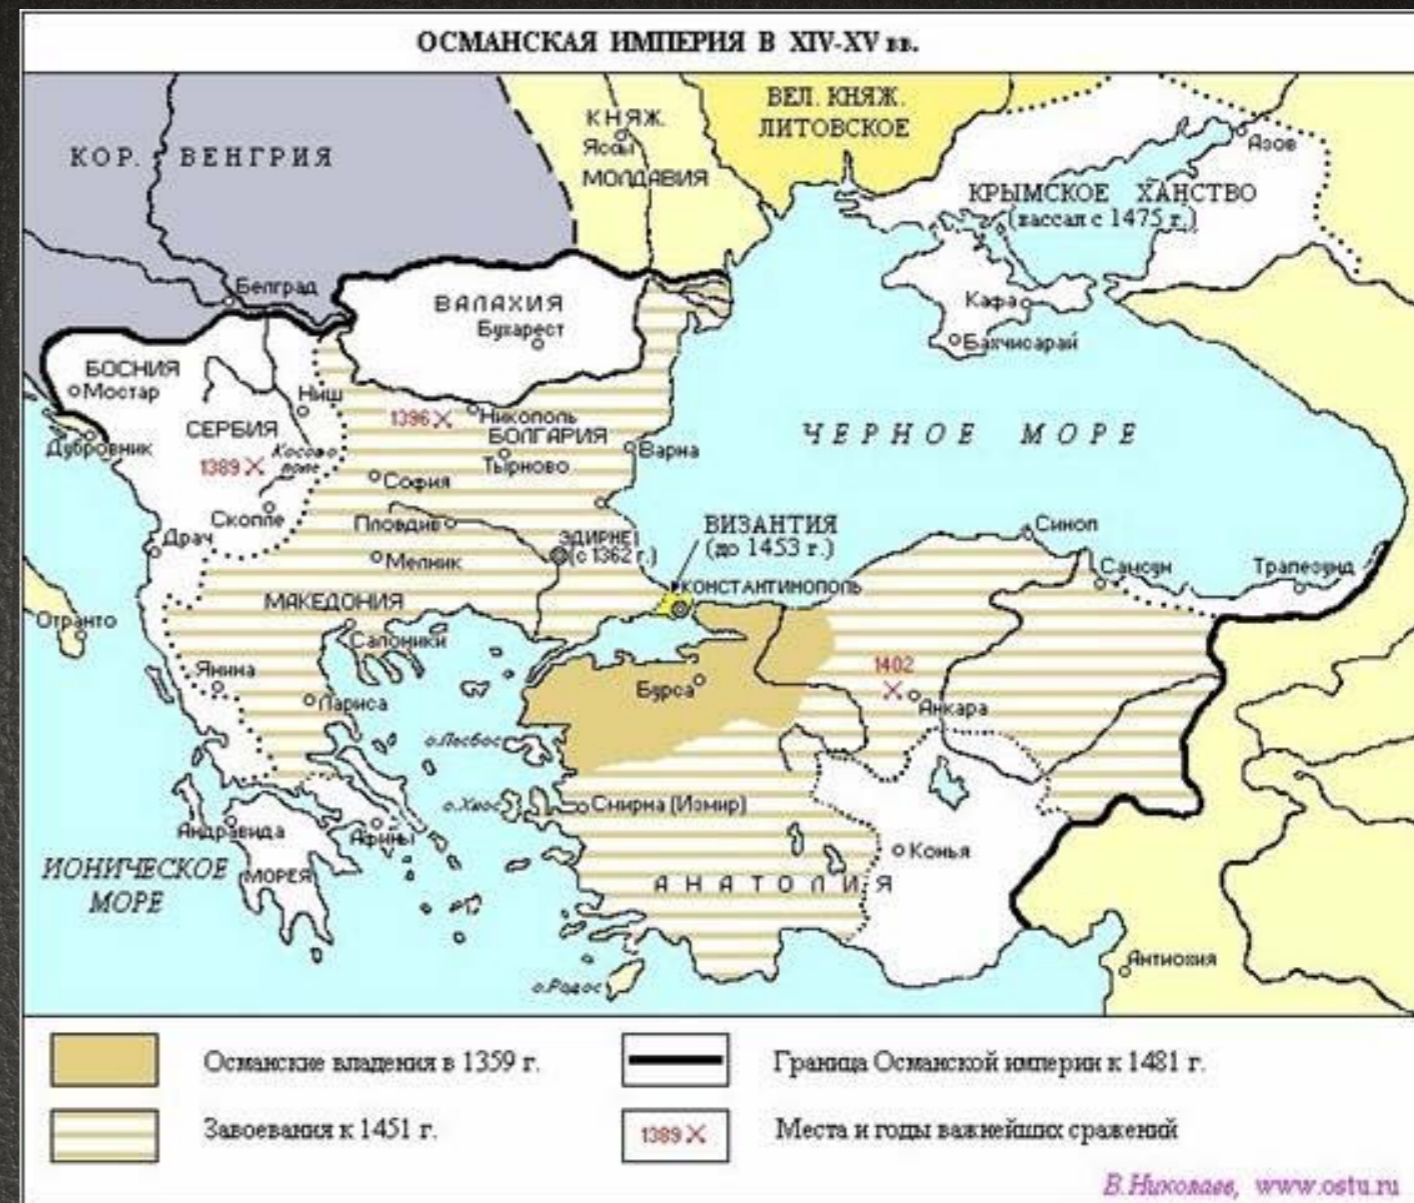 ОСМАНСКАЯ ИМПЕРИЯ В XIV-XV вв.
КОР. ВЕНГРИЯ
КНЯЖ.
Яссы
МОЛДАВИЯ
ВЕЛ. КНЯЖ.
ЛИТОВСКОЕ
Азов
КРЫМСКОЕ ХАНСТВО
(вассал с 1475 г.)
Белград
ВАЛАХИЯ
Бухарест
Кафа
Бахчисарай
БОСНИЯ
Мостар
Ниш
1396
Никополь
СЕРБИЯ
БОЛГАРИЯ
ЧЕРНОЕ МОРЕ
Дубровник
Косово
поле
1389
Тырново
Варна
София
Скопле
Пловдив
ВИЗАНТИЯ
(до 1453 г.)
Синоп
Драч
ЭДИРНЕ
(с 1362 г.)
Мелник
Самсун
Трапезунд
КОНСТАНТИНОПОЛЬ
МАКЕДОНИЯ
Отранто
Салоники
1402
Янина
Бурса
Лариса
Анкара
о.Лесбос
о.Хиос
Смирна (Измир)
Андравида
Афины
Конья
ИОНИЧЕСКОЕ
МОРЕ
МОРЕЯ
АНАТОЛИЯ
Антиохия
о.Родос
Османские владения в 1359 г.
Граница Османской империи к 1481 г.
Завоевания к 1451 г.
1389
Места и годы важнейших сражений
В.Николаев, www.ostu.ru